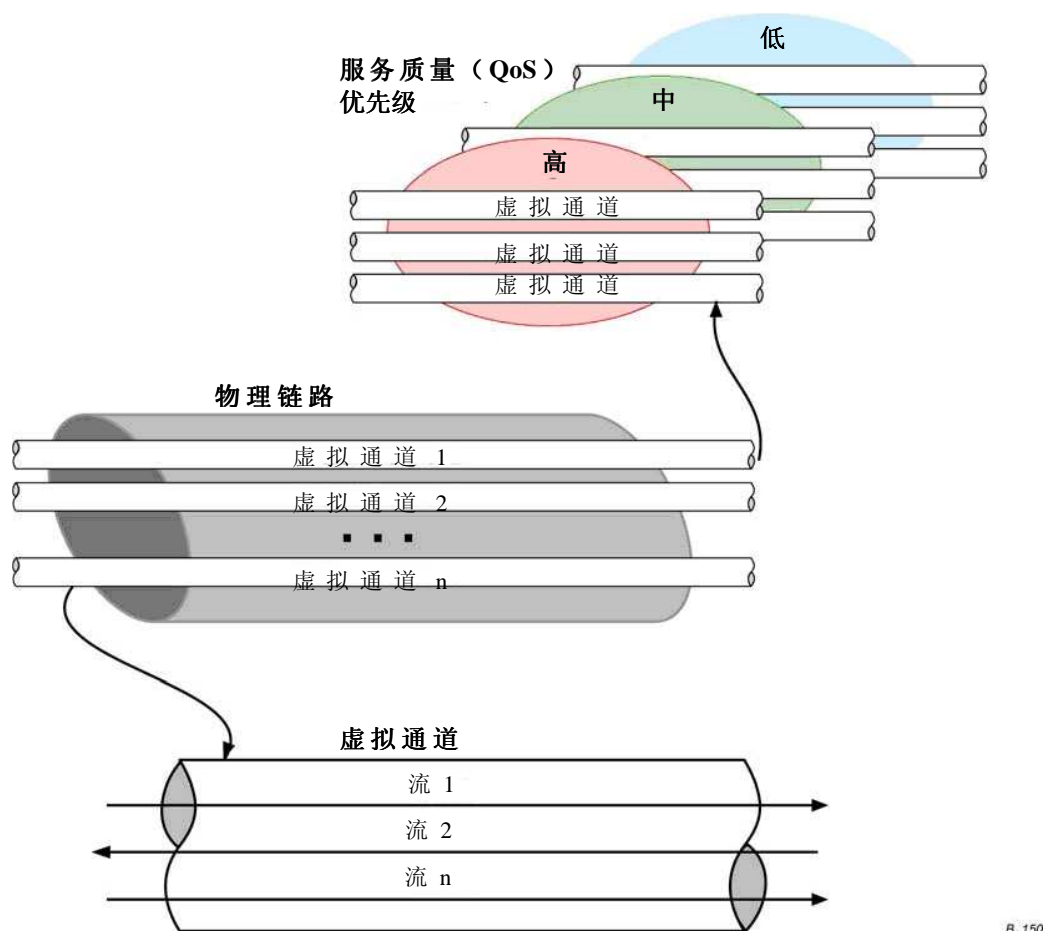 低
服务质量（QoS）
优先级
中
高
虚拟通道
虚拟通道
虚拟通道
物理链路
虚拟通道 1
虚拟通道 2
▪ ▪ ▪
虚拟通道 n
虚拟通道
流 1
流 2
流 n